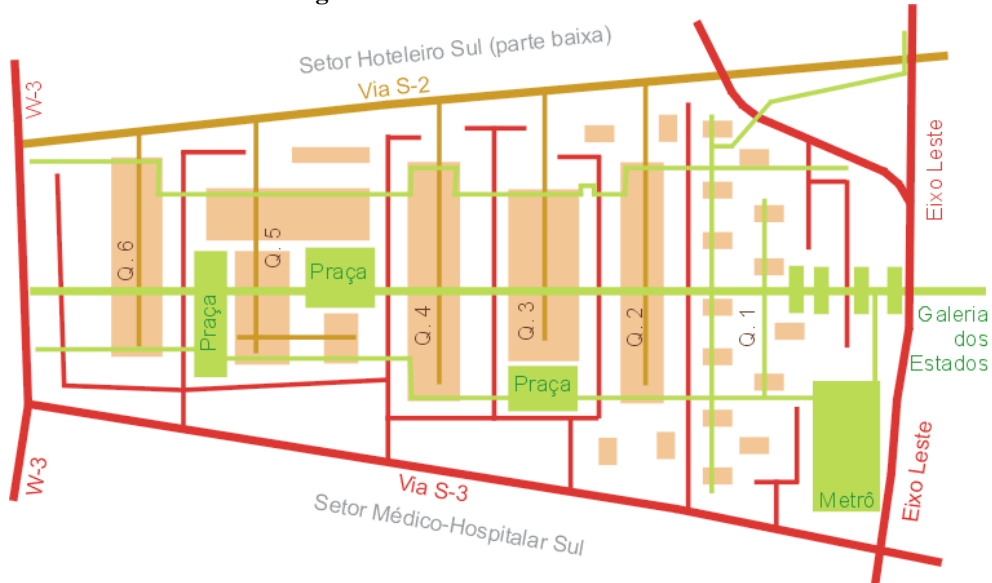 Setor Hoteleiro Sul (parte baixa)
Via S-2
W-3
Eixo Leste
Q. 6
Q. 5
Praça
Praça
Q. 4
Q. 3
Q. 2
Q. 1
Galeria
dos
Estados
Praça
Metrô
W-3
Via S-3
Eixo Leste
Setor Médico-Hospitalar Sul